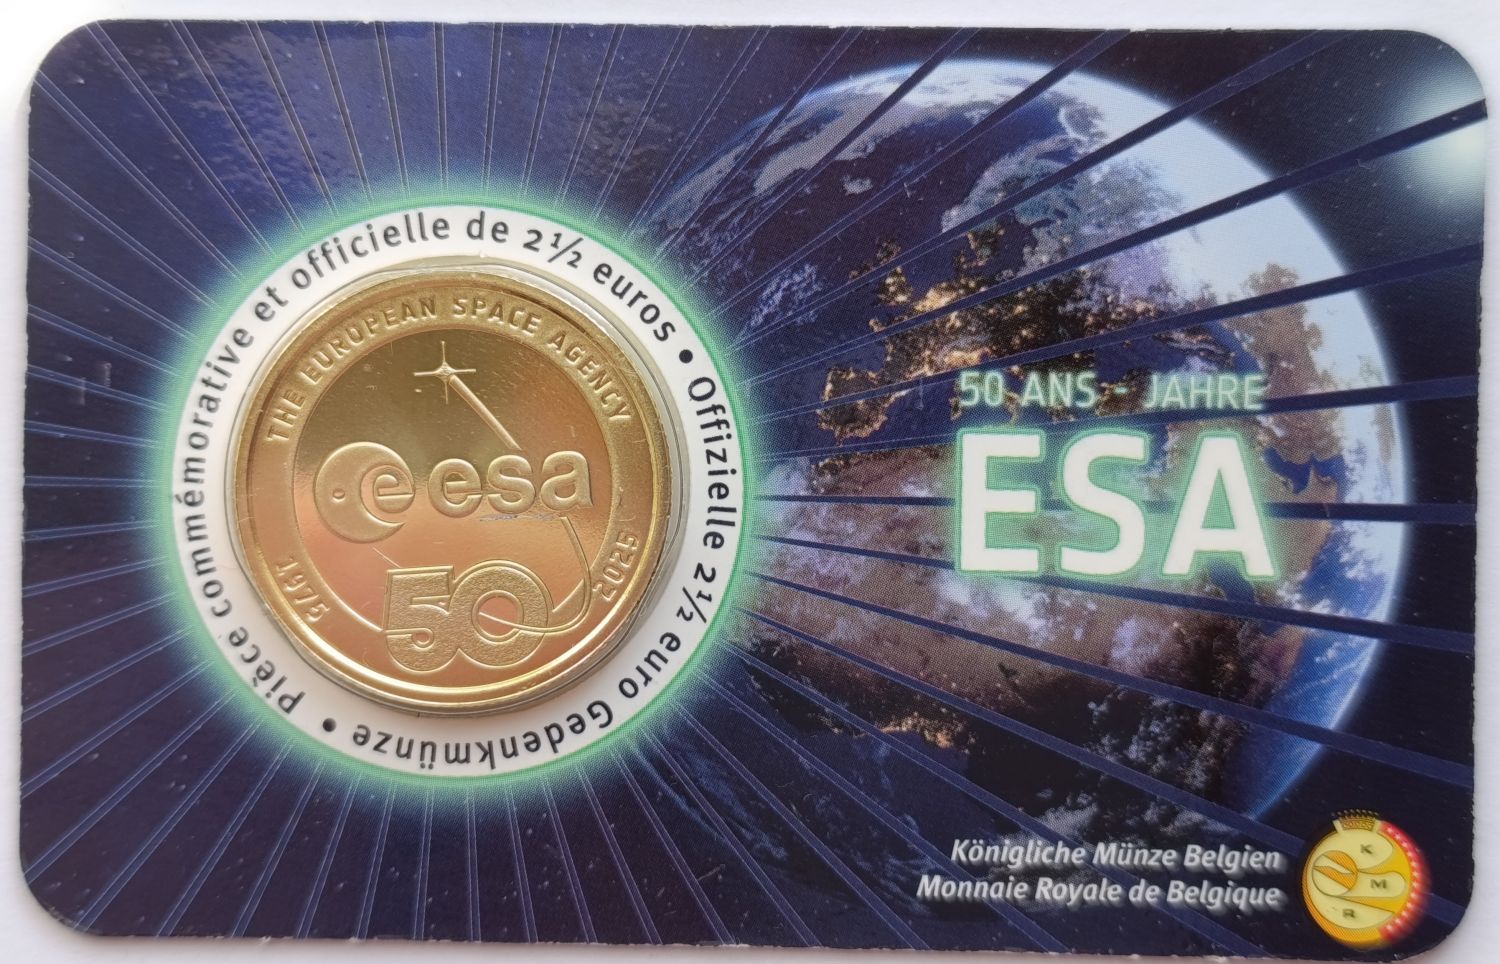 Pièce commémorative et officielle de 2½ euros • Offizielle 2½ euro Gedenkmünze •
THE EUROPEAN SPACE AGENCY
esa
50
1975
2025
50 ANS - JAHRE
ESA
Königliche Münze Belgien
Monnaie Royale de Belgique
K
M
R